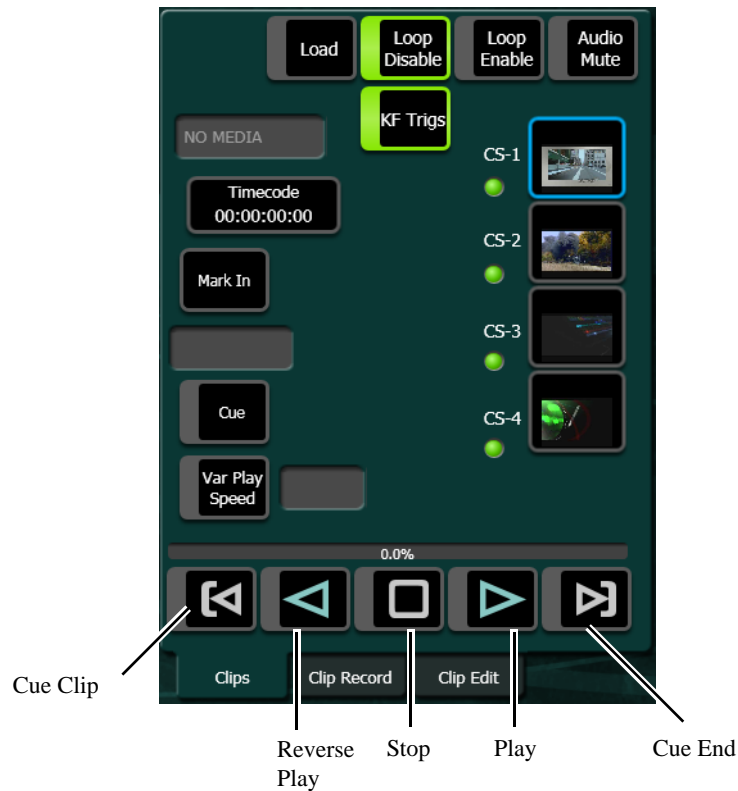 Load
Loop
Disable
Loop
Enable
Audio
Mute
KF Trigs
NO MEDIA
CS-1
Timecode
00:00:00:00
CS-2
Mark In
CS-3
Cue
CS-4
Var Play
Speed
0.0%
Clips
Clip Record
Clip Edit
Cue Clip
Reverse
Play
Stop
Play
Cue End